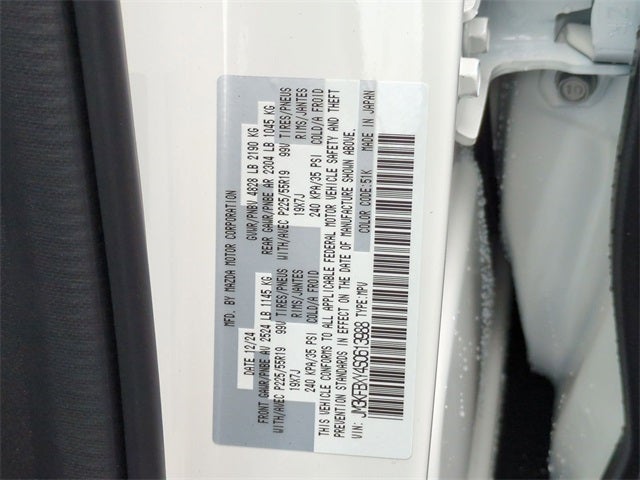 MFD. BY MAZDA MOTOR CORPORATION
DATE 12/24 GVWR/PNBV 4828 LB 2190 KG
FRONT GAWR/PNBE AV 2524 LB 1145 KG REAR GAWR/PNBE AR 2304 LB 1045 KG
WITH/AVEC P225/55R19 99V TIRES/PNEUS WITH/AVEC P225/55R19 99V TIRES/PNEUS
19X7J RIMS/JANTES 19X7J RIMS/JANTES
240 KPA/35 PSI COLD/A FROID 240 KPA/35 PSI COLD/A FROID
THIS VEHICLE CONFORMS TO ALL APPLICABLE FEDERAL MOTOR VEHICLE SAFETY AND THEFT
PREVENTION STANDARDS IN EFFECT ON THE DATE OF MANUFACTURE SHOWN ABOVE.
VIN: JM3KFBXY4S0613988 TYPE:MPV COLOR CODE:51K MADE IN JAPAN
10